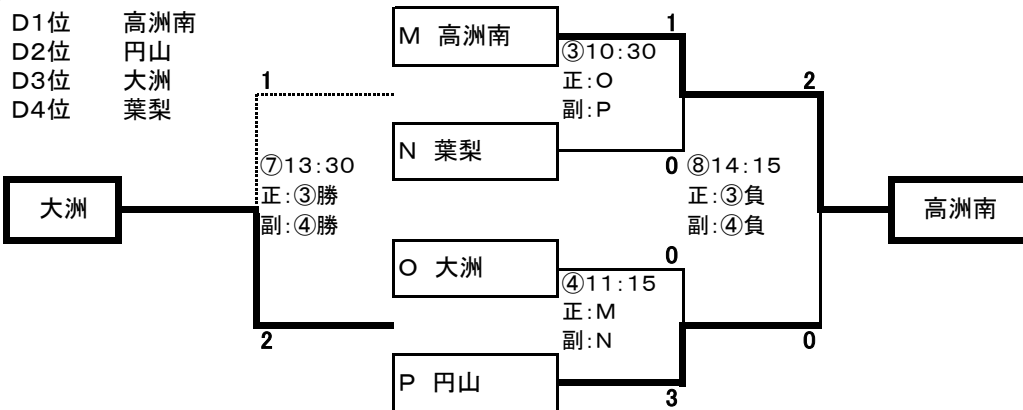 D1位 高洲南
D2位 円山
D3位 大洲
D4位 葉梨
M 高洲南
1
③10:30
正:O
副:P
N 葉梨
0
1
2
⑦13:30
正:③勝
副:④勝
⑧14:15
正:③負
副:④負
大洲
高洲南
O 大洲
0
④11:15
正:M
副:N
2
0
P 円山
3